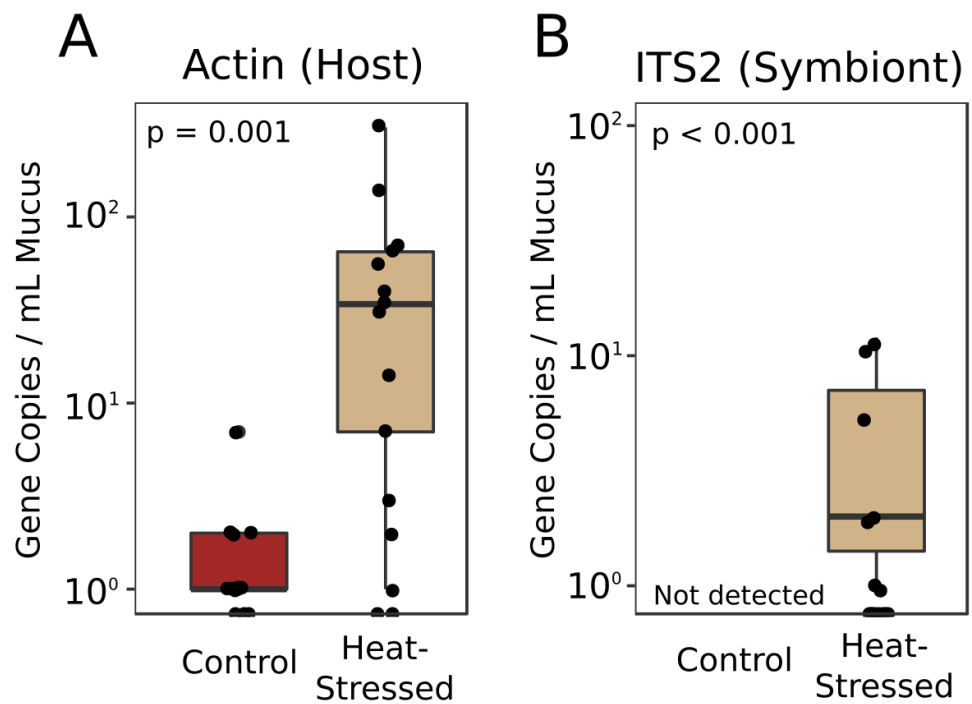 A
Actin (Host)
p = 0.001
Gene Copies / mL Mucus
10²
10¹
10⁰
Control
Heat-
Stressed
B
ITS2 (Symbiont)
p < 0.001
Gene Copies / mL Mucus
10²
10¹
10⁰
Not detected
Control
Heat-
Stressed